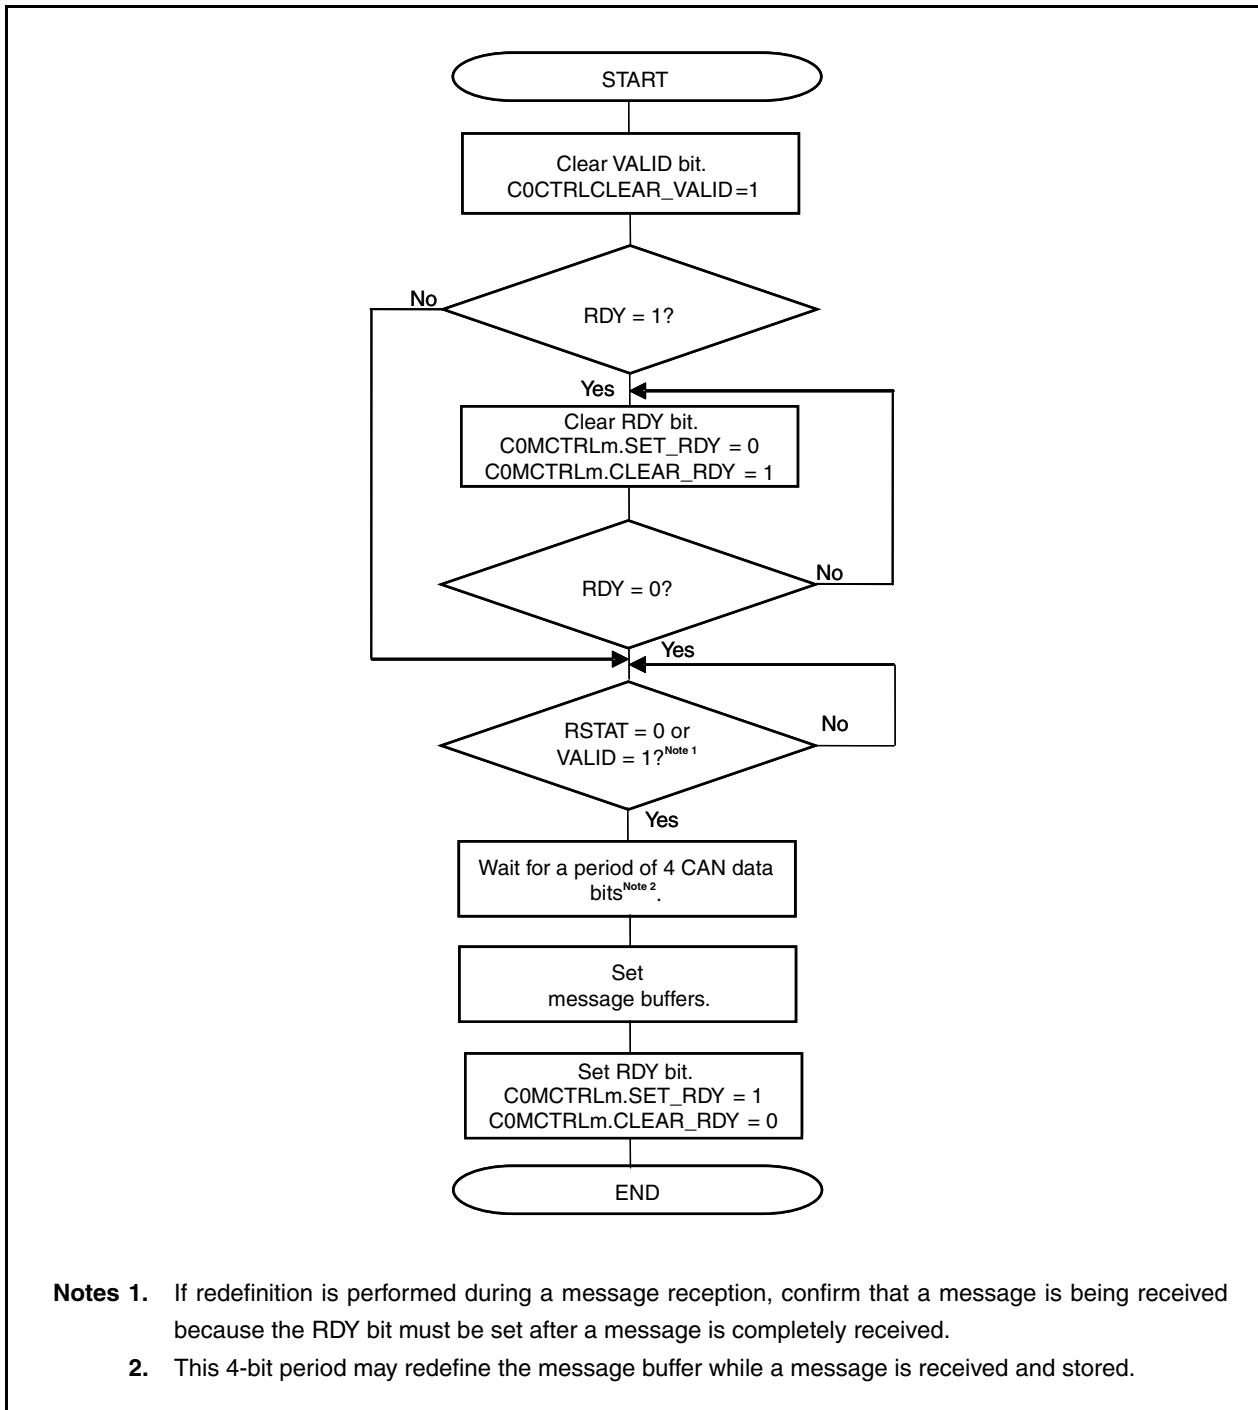 START
Clear VALID bit.
C0CTRLCLEAR_VALID=1
No
RDY = 1?
Yes
Clear RDY bit.
C0MCTRLm.SET_RDY = 0
C0MCTRLm.CLEAR_RDY = 1
RDY = 0?
No
Yes
RSTAT = 0 or
VALID = 1?Note 1
No
Yes
Wait for a period of 4 CAN data
bitsNote 2.
Set
message buffers.
Set RDY bit.
C0MCTRLm.SET_RDY = 1
C0MCTRLm.CLEAR_RDY = 0
END
Notes 1. If redefinition is performed during a message reception, confirm that a message is being received
because the RDY bit must be set after a message is completely received.
2. This 4-bit period may redefine the message buffer while a message is received and stored.